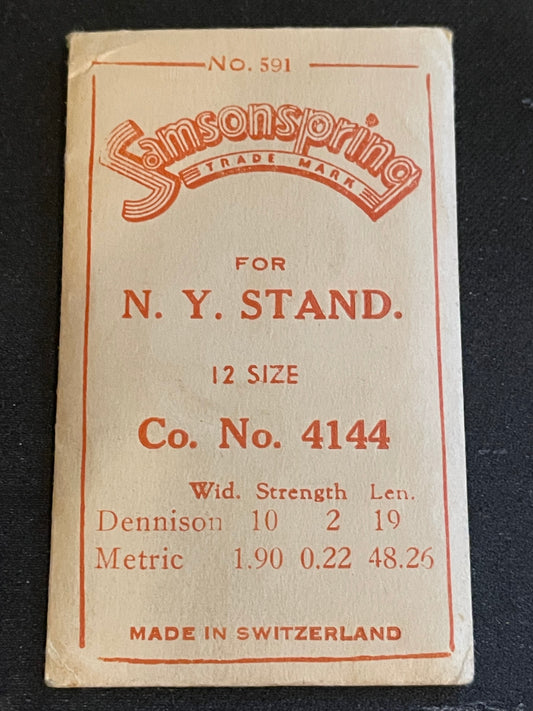 No. 591
Samsonspring
TRADE MARK
FOR
N. Y. STAND.
12 SIZE
Co. No. 4144
Wid. Strength Len.
Dennison 10 2 19
Metric 1.90 0.22 48.26
MADE IN SWITZERLAND